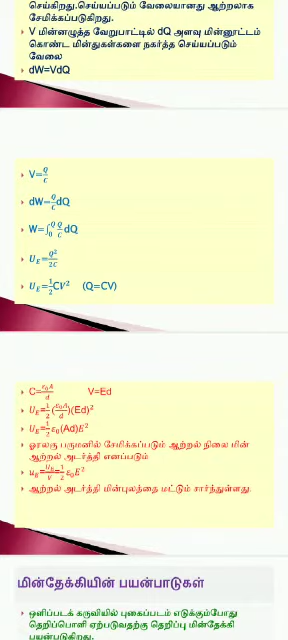 செய்கிறது.செய்யப்படும் வேலையானது ஆற்றலாக
சேமிக்கப்படுகிறது.
V மின்னழுத்த வேறுபாட்டில் dQ அளவு மின்னூட்டம்
கொண்ட மின்துகள்களை நகர்த்த செய்யப்படும்
வேலை
dW=VdQ
V=Q/C
dW=Q/C dQ
W=∫₀^Q Q/C dQ
U_E=Q²/2C
U_E=1/2 CV² (Q=CV)
C=ε₀A/d V=Ed
U_E=1/2 (ε₀A/d)(Ed)²
U_E=1/2 ε₀(Ad)E²
ஓரலகு பருமனில் சேமிக்கப்படும் ஆற்றல் நிலை மின்
ஆற்றல் அடர்த்தி எனப்படும்
u_E=U_E/V=1/2 ε₀E²
ஆற்றல் அடர்த்தி மின்புலத்தை மட்டும் சார்ந்துள்ளது.
மின்தேக்கியின் பயன்பாடுகள்
ஒளிப்படக் கருவியில் புகைப்படம் எடுக்கும்போது
தெறிப்பொளி ஏற்படுவதற்கு தெறிப்பு மின்தேக்கி
பயன்படுகிறது.